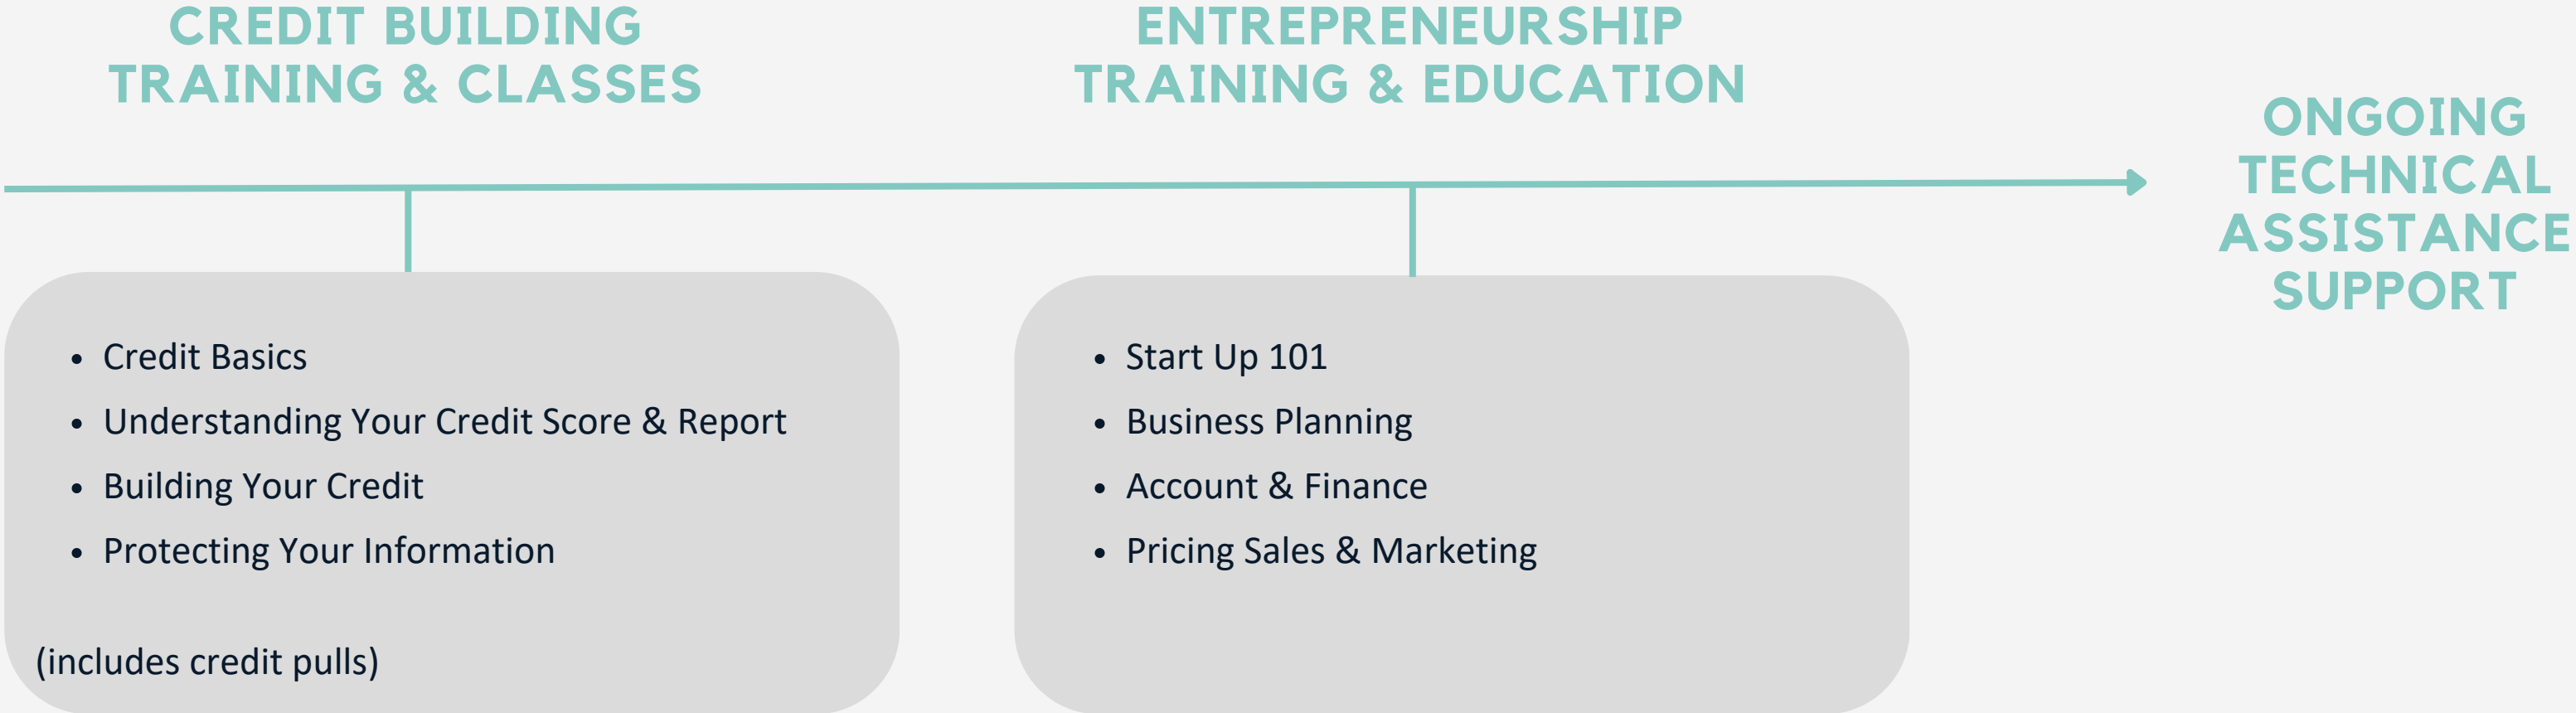 CREDIT BUILDING
TRAINING & CLASSES
• Credit Basics
• Understanding Your Credit Score & Report
• Building Your Credit
• Protecting Your Information
(includes credit pulls)
ENTREPRENEURSHIP
TRAINING & EDUCATION
• Start Up 101
• Business Planning
• Account & Finance
• Pricing Sales & Marketing
ONGOING
TECHNICAL
ASSISTANCE
SUPPORT